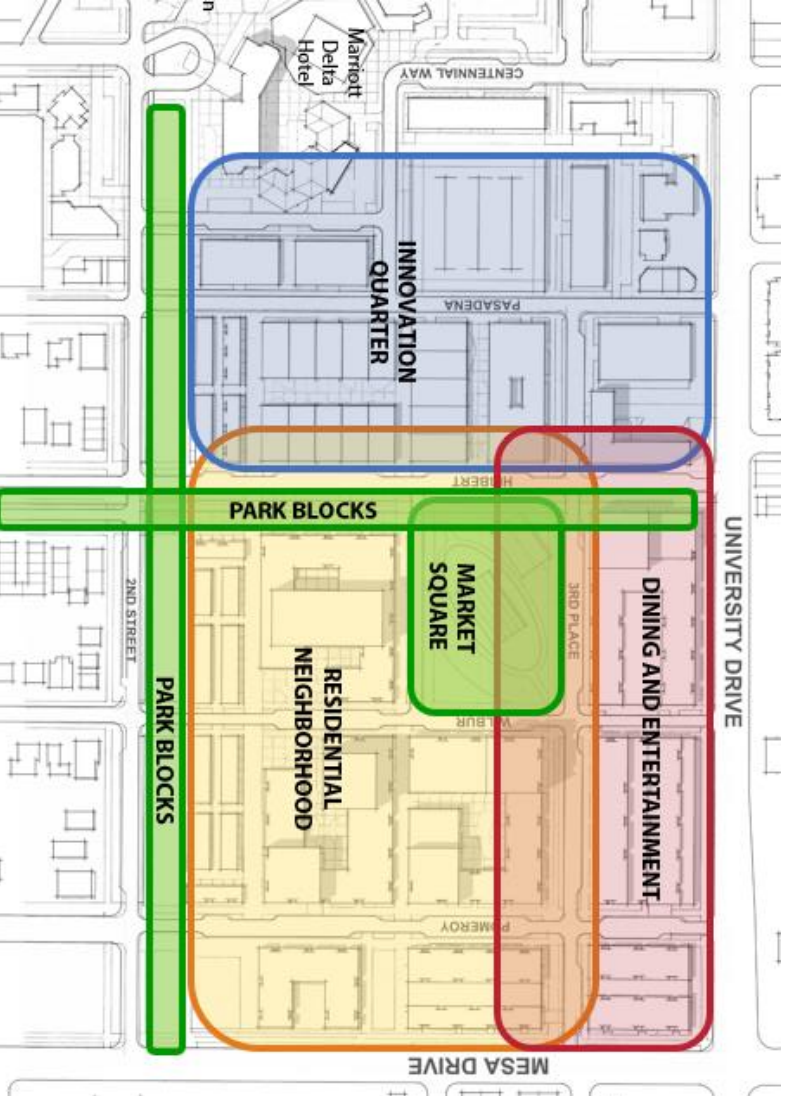 n
Marriott
Delta
Hotel
CENTENNIAL WAY
INNOVATION
QUARTER
PASADENA
HIBBERT
PARK BLOCKS
MARKET
SQUARE
3RD PLACE
UNIVERSITY DRIVE
2ND STREET
DINING AND ENTERTAINMENT
RESIDENTIAL
NEIGHBORHOOD
PARK BLOCKS
WILBUR
POMEROY
MESA DRIVE